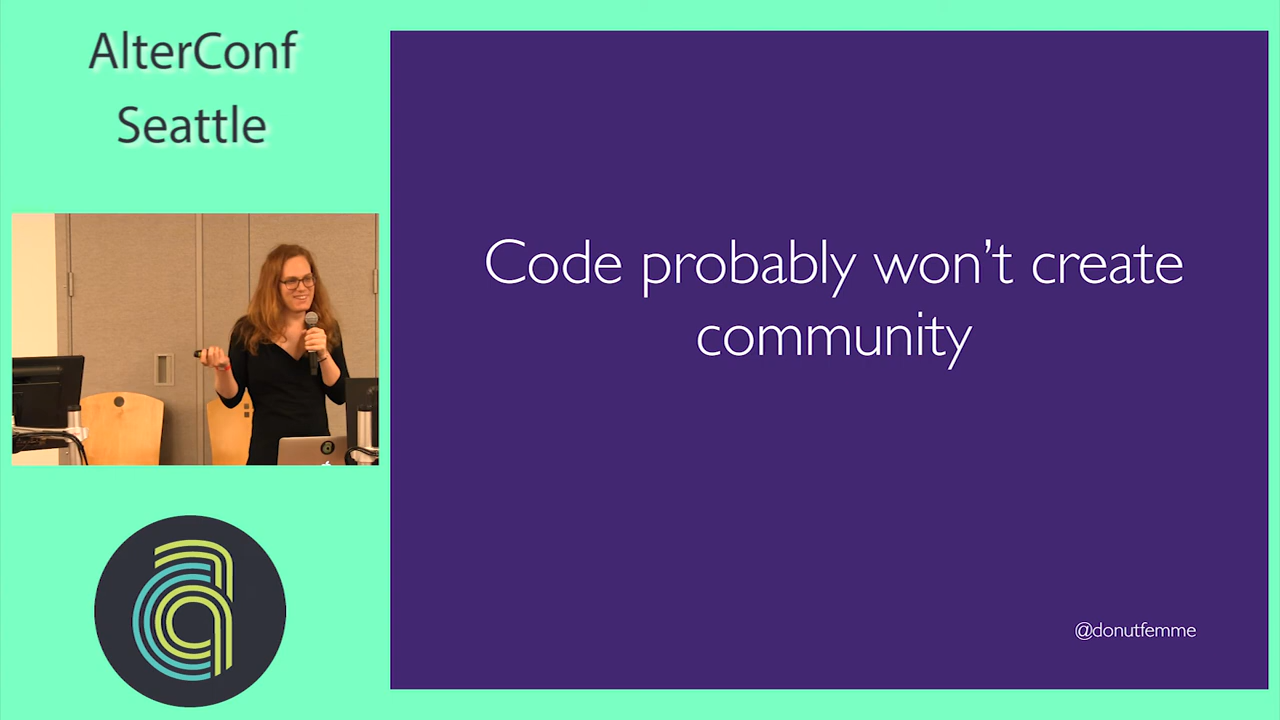 AlterConf
Seattle
Code probably won't create
community
@donutfemme